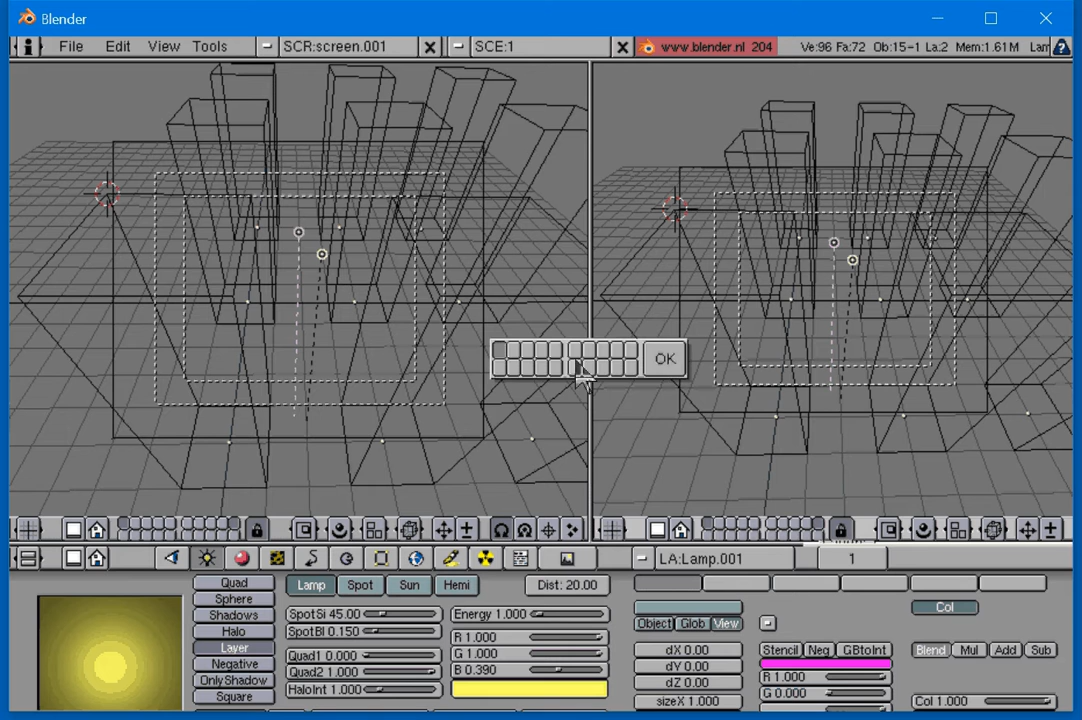 Blender
File Edit View Tools SCR:screen.001 SCE:1 www.blender.nl 204 Ve:96 Fa:72 Ob:15-1 La:2 Mem:1.61M Lam ?
OK
LA:Lamp.001 1
Quad Lamp Spot Sun Hemi Dist: 20.00
Sphere
Shadows SpotSi 45.00 Energy 1.000 Col
Halo SpotBl 0.150 R 1.000 Object Glob View
Layer Quad1 0.000 G 1.000 dX 0.00 Stencil Neg GBtoInt Blend Mul Add Sub
Negative Quad2 1.000 B 0.390 dY 0.00
OnlyShadow HaloInt 1.000 dZ 0.00 R 1.000
Square sizeX 1.000 G 0.000 Col 1.000